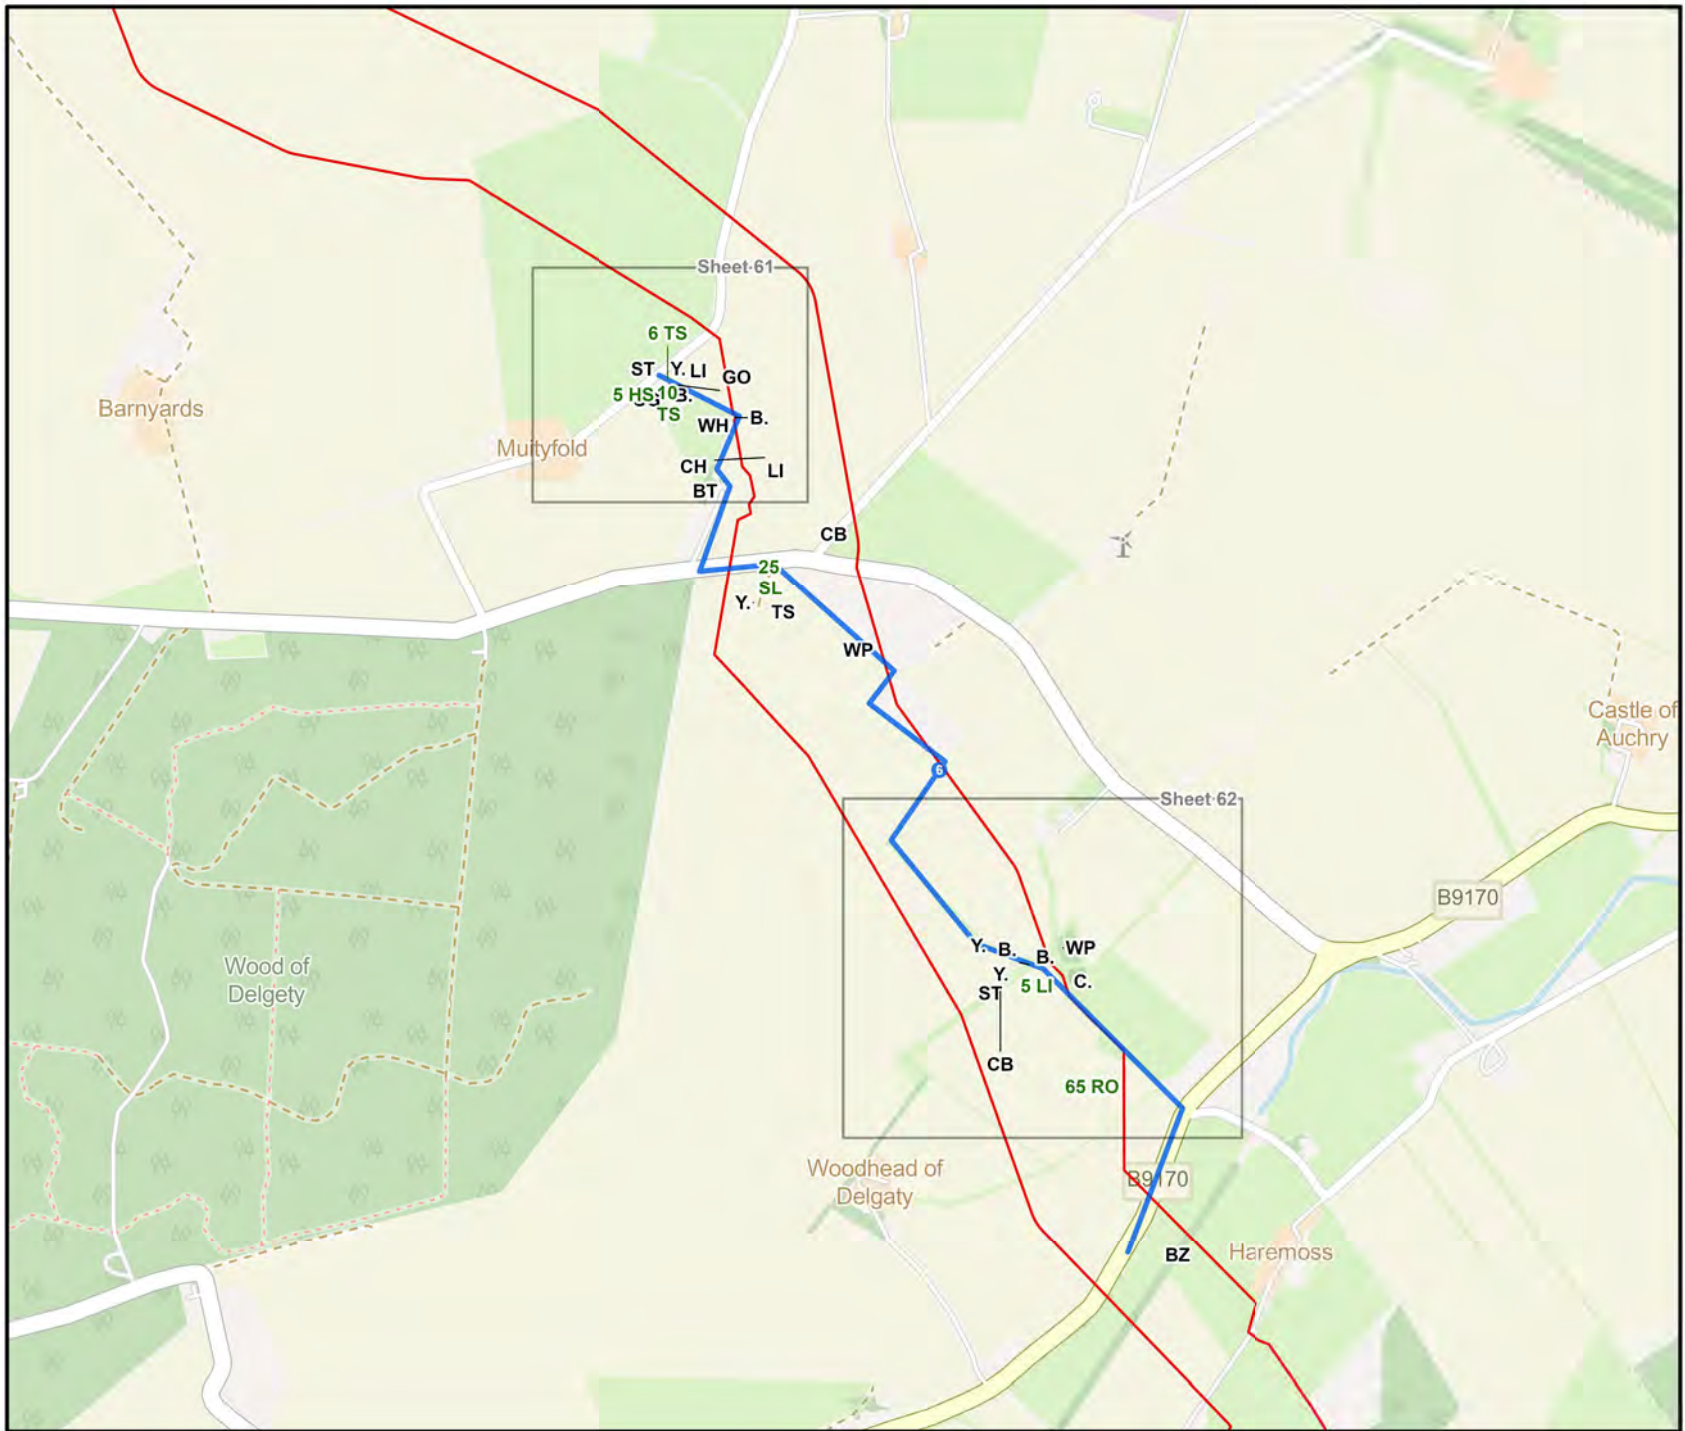 Sheet 61
6 TS
ST
Y.
LI
GO
5 HS
10
B.
TS
Barnyards
B.
WH
Muityfold
CH
LI
BT
CB
25
SL
Y.
TS
WP
Castle of
Auchry
6
Sheet 62
B9170
Y.
B.
B.
WP
Wood of
Delgety
Y.
ST
5 LI
C.
CB
65 RO
Woodhead of
Delgaty
B9170
BZ
Haremoss